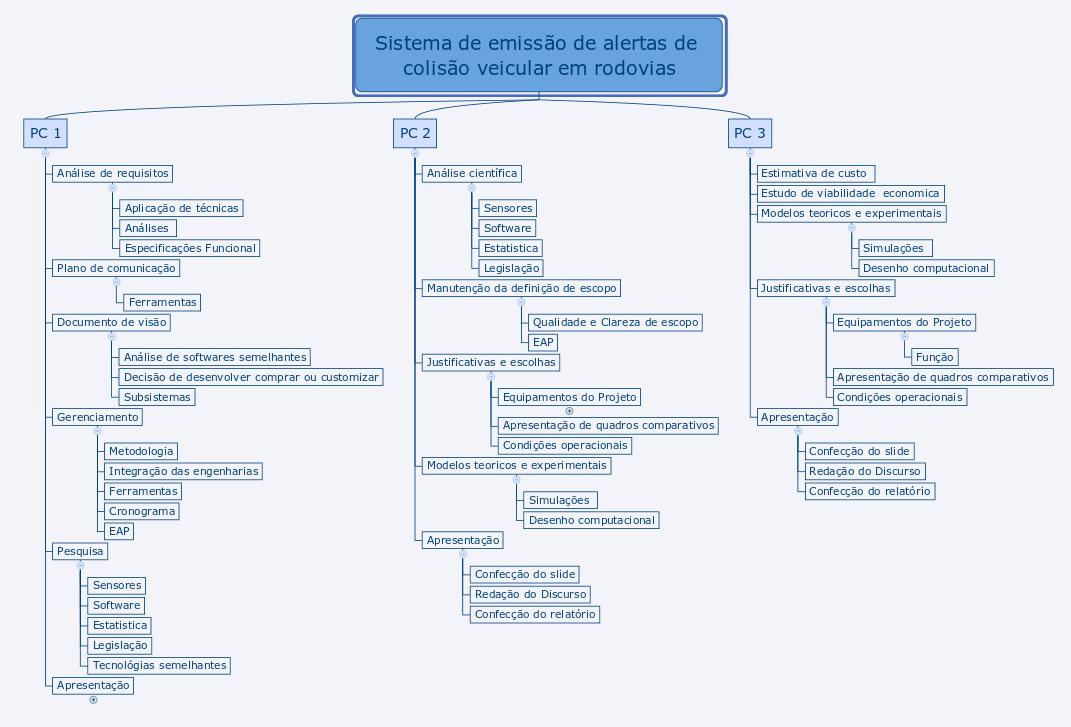 Sistema de emissão de alertas de
colisão veicular em rodovias
PC 1
Análise de requisitos
Aplicação de técnicas
Análises
Especificações Funcional
Plano de comunicação
Ferramentas
Documento de visão
Análise de softwares semelhantes
Decisão de desenvolver comprar ou customizar
Subsistemas
Gerenciamento
Metodologia
Integração das engenharias
Ferramentas
Cronograma
EAP
Pesquisa
Sensores
Software
Estatistica
Legislação
Tecnológias semelhantes
Apresentação
PC 2
Análise científica
Sensores
Software
Estatistica
Legislação
Manutenção da definição de escopo
Qualidade e Clareza de escopo
EAP
Justificativas e escolhas
Equipamentos do Projeto
Apresentação de quadros comparativos
Condições operacionais
Modelos teoricos e experimentais
Simulações
Desenho computacional
Apresentação
Confecção do slide
Redação do Discurso
Confecção do relatório
PC 3
Estimativa de custo
Estudo de viabilidade economica
Modelos teoricos e experimentais
Simulações
Desenho computacional
Justificativas e escolhas
Equipamentos do Projeto
Função
Apresentação de quadros comparativos
Condições operacionais
Apresentação
Confecção do slide
Redação do Discurso
Confecção do relatório